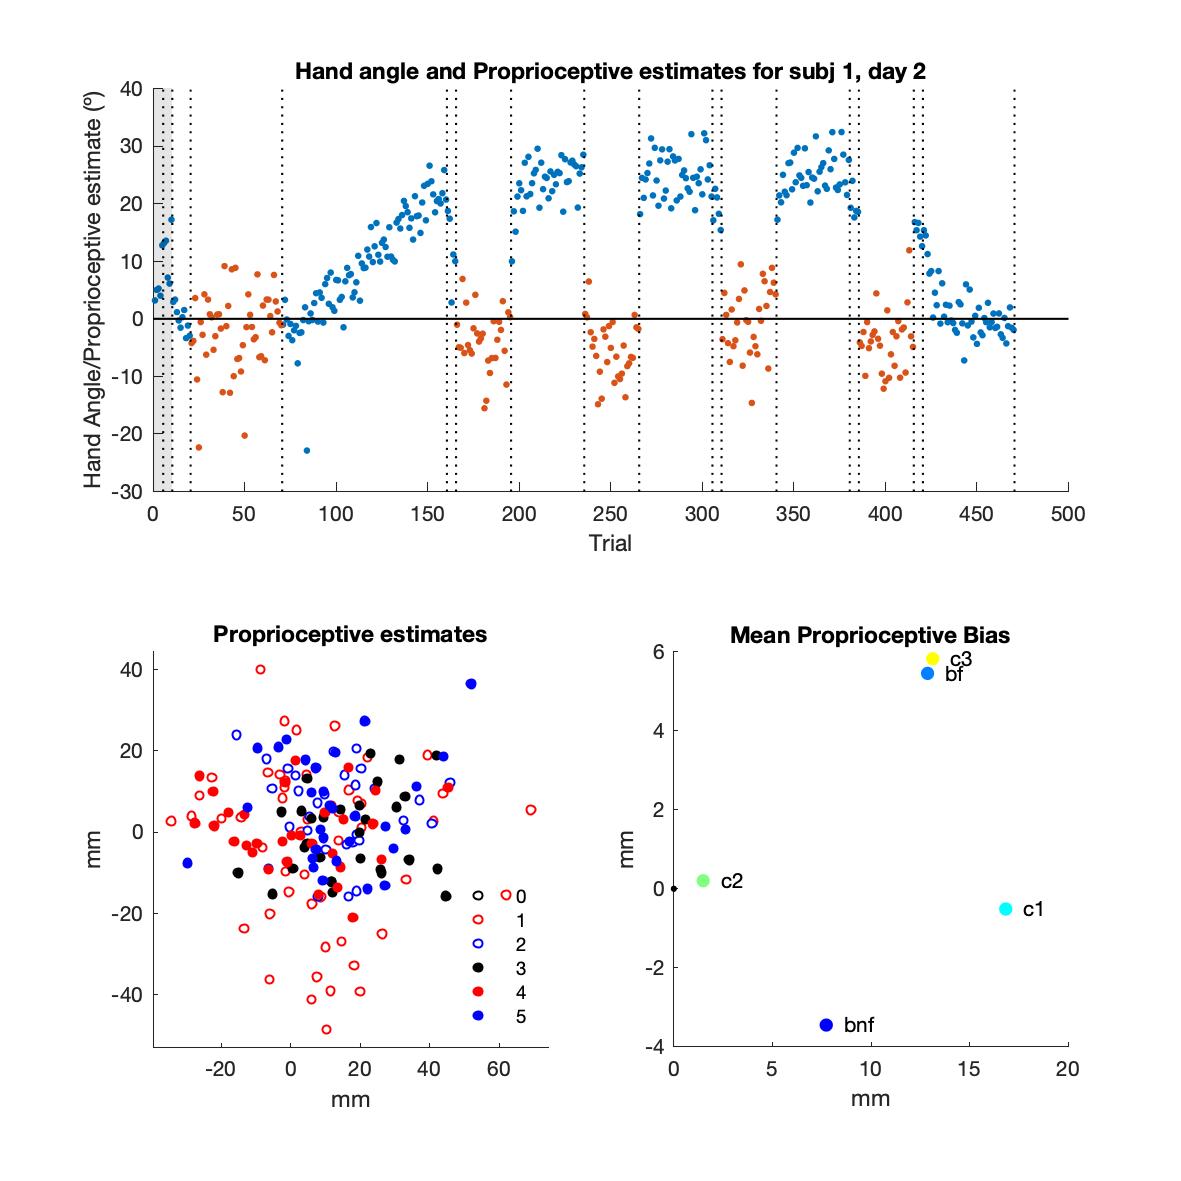 Hand angle and Proprioceptive estimates for subj 1, day 2
Hand Angle/Proprioceptive estimate (º)
40
30
20
10
0
-10
-20
-30
0 50 100 150 200 250 300 350 400 450 500
Trial
Proprioceptive estimates
mm
40
20
0
-20
-40
-20 0 20 40 60
mm
0
1
2
3
4
5
Mean Proprioceptive Bias
mm
6
4
2
0
-2
-4
0 5 10 15 20
mm
c3
bf
c2
c1
bnf